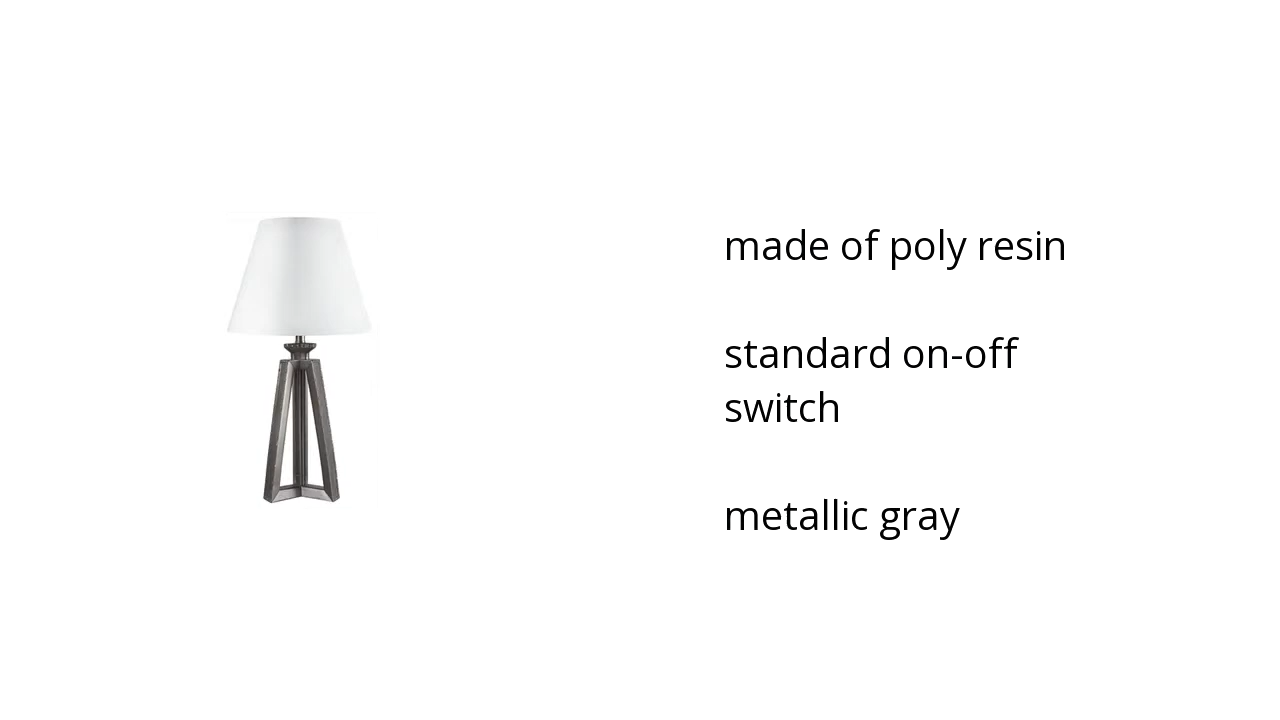 made of poly resin
standard on-off
switch
metallic gray